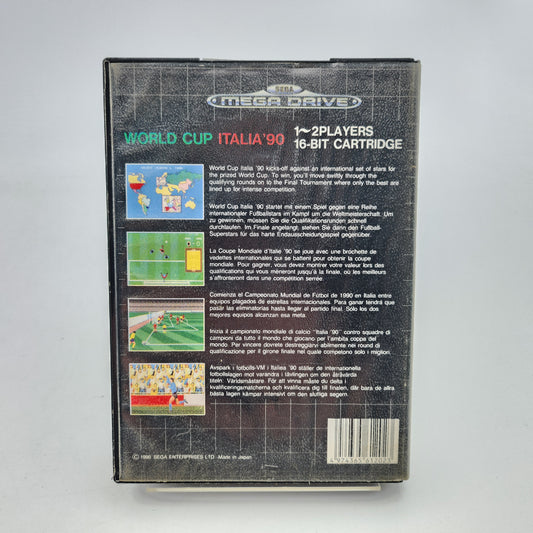 SEGA
MEGA DRIVE
WORLD CUP ITALIA'90
1~2PLAYERS
16-BIT CARTRIDGE
World Cup Italia '90 kicks-off against an international set of stars for
the prized World Cup. To win, you'll move swiftly through the
qualifying rounds on to the Final Tournament where only the best are
lined up for intense competition.
World Cup Italia '90 startet mit einem Spiel gegen eine Reihe
internationaler Fußballstars im Kampf um die Weltmeisterschaft. Um
zu gewinnen, müssen Sie die Qualifikationsrunden schnell
durchlaufen. Im Finale angelangt, stehen Sie dann den Fußball-
Superstars für das harte Endausscheidungsspiel gegenüber.
La Coupe Mondiale d'Italie '90 se joue avec une brochette de
vedettes internationales qui se battent pour obtenir la coupe
mondiale. Pour gagner, vous devez montrer votre valeur lors des
qualifications qui vous mèneront jusqu'à la finale, où les meilleurs
s'affronteront dans une compétition serrée.
Comienza el Campeonato Mundial de Fútbol de 1990 en Italia entre
equipos plagados de estrellas internacionales. Para ganar tendrá que
pasar las eliminatorias hasta llegar al partido final. Solo los dos
mejores equipos alcanzan esa meta.
Inizia il campionato mondiale di calcio "Italia '90" contro squadre di
campioni da tutto il mondo che giocano per l'ambita coppa del
mondo. Per vincere dovrete destreggiarvi abilmente nei round di
qualificazione per il girone finale nel quale competono solo i migliori.
Avspark i fotbolls-VM i Italiea '90 ställer de internationella
fotbollslagen mot varandra i tävlingen om den åtråvärda
titeln Världsmästare. För att vinna måste du delta i
kvalificeringmatcherna och kvalificera dig till finalen, där bara de allra
bästa lagen kämpar intensivt om den slutliga segern.
© 1990 SEGA ENTERPRISES LTD. Made in Japan